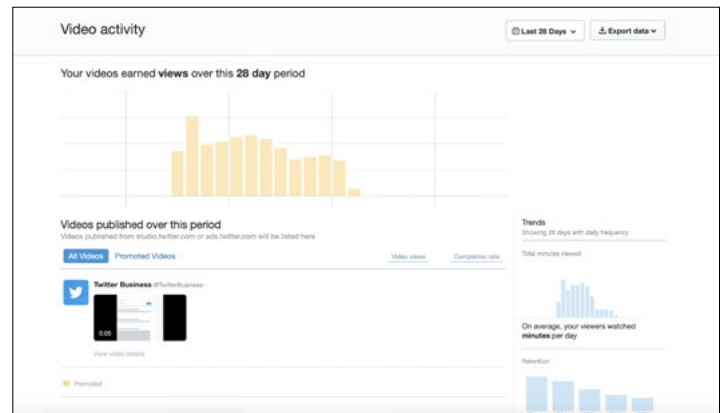 Video activity
Last 28 Days
Export data
Your videos earned views over this 28 day period
Videos published over this period
Videos published from studio.twitter.com or ads.twitter.com will be listed here
All Videos
Promoted Videos
Video views
Completion rate
Twitter Business @TwitterBusiness
0:05
View video details
Promoted
Trends
Showing 28 days with daily frequency
Total minutes viewed
On average, your viewers watched
minutes per day
Retention